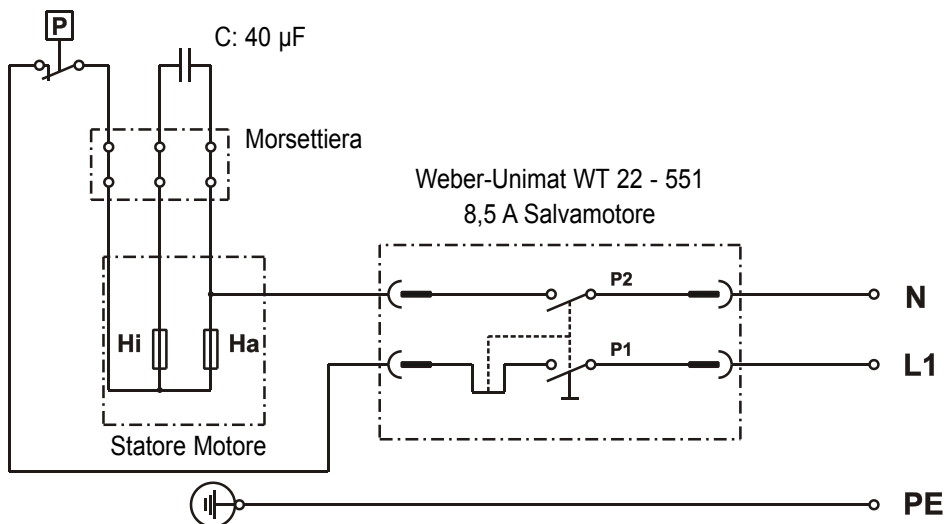 P
C: 40 µF
Morsettiera
Weber-Unimat WT 22 - 551
8,5 A Salvamotore
P2
N
Hi
Ha
P1
L1
Statore Motore
PE